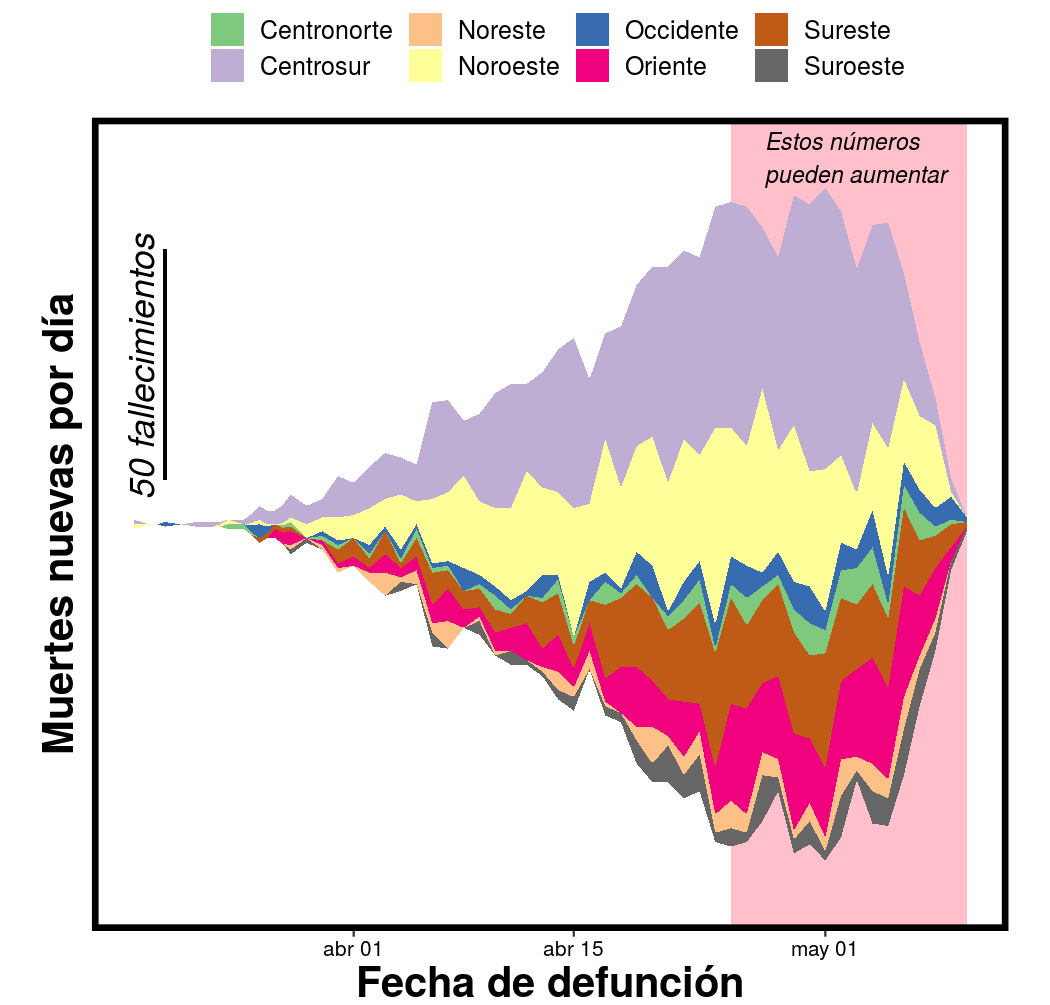 Centronorte Noreste Occidente Sureste
Centrosur Noroeste Oriente Suroeste
Estos números
pueden aumentar
50 fallecimientos
Muertes nuevas por día
abr 01 abr 15 may 01
Fecha de defunción